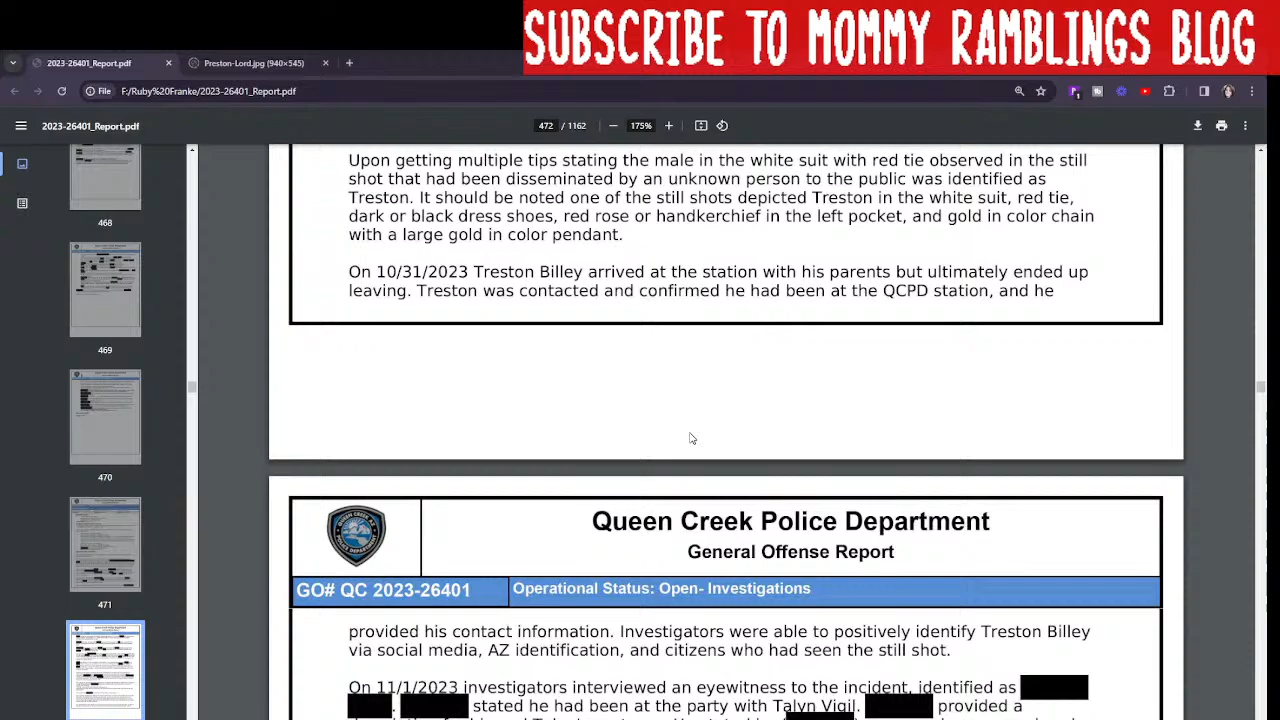 SUBSCRIBE TO MOMMY RAMBLINGS BLOG
2023-26401_Report.pdf
Preston-Lord.jpg (940×545)
File
F:/Ruby%20Franke/2023-26401_Report.pdf
2023-26401_Report.pdf
472 / 1162
175%
Upon getting multiple tips stating the male in the white suit with red tie observed in the still
shot that had been disseminated by an unknown person to the public was identified as
Treston. It should be noted one of the still shots depicted Treston in the white suit, red tie,
dark or black dress shoes, red rose or handkerchief in the left pocket, and gold in color chain
with a large gold in color pendant.
On 10/31/2023 Treston Billey arrived at the station with his parents but ultimately ended up
leaving. Treston was contacted and confirmed he had been at the QCPD station, and he
468
469
470
471
Queen Creek Police Department
General Offense Report
GO# QC 2023-26401
Operational Status: Open- Investigations
investigators were able to positively identify Treston Billey
via social media, AZ identification, and citizens who had been the still shot.
investigators interviewed an eyewitness to this incident, identified as
stated he had been at the party with Talyn Vigil.
provided a